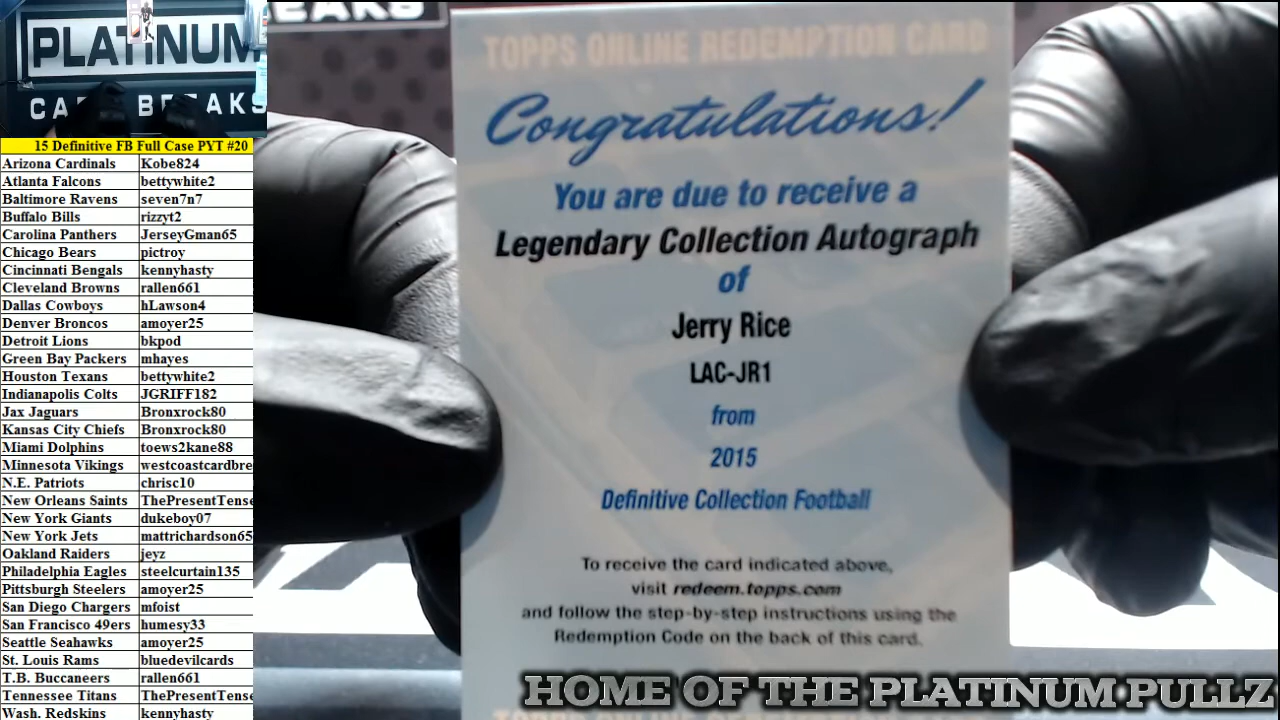 BREAKS
PLATINUM
CARD BREAKS
15 Definitive FB Full Case PYT #20
Arizona Cardinals Kobe824
Atlanta Falcons bettywhite2
Baltimore Ravens seven7n7
Buffalo Bills rizzyt2
Carolina Panthers JerseyGman65
Chicago Bears pictroy
Cincinnati Bengals kennyhasty
Cleveland Browns rallen661
Dallas Cowboys hLawson4
Denver Broncos amoyer25
Detroit Lions bkpod
Green Bay Packers mhayes
Houston Texans bettywhite2
Indianapolis Colts JGRIFF182
Jax Jaguars Bronxrock80
Kansas City Chiefs Bronxrock80
Miami Dolphins toews2kane88
Minnesota Vikings westcoastcardbre
N.E. Patriots chrisc10
New Orleans Saints ThePresentTense
New York Giants dukeboy07
New York Jets mattrichardson65
Oakland Raiders jeyz
Philadelphia Eagles steelcurtain135
Pittsburgh Steelers amoyer25
San Diego Chargers mfoist
San Francisco 49ers humesy33
Seattle Seahawks amoyer25
St. Louis Rams bluedevilcards
T.B. Buccaneers rallen661
Tennessee Titans ThePresentTense
Wash. Redskins kennyhasty
TOPPS ONLINE REDEMPTION CARD
Congratulations!
You are due to receive a
Legendary Collection Autograph
of
Jerry Rice
LAC-JR1
from
2015
Definitive Collection Football
To receive the card indicated above,
visit redeem.topps.com
and follow the step-by-step instructions using the
Redemption Code on the back of this card.
HOME OF THE PLATINUM PULLZ